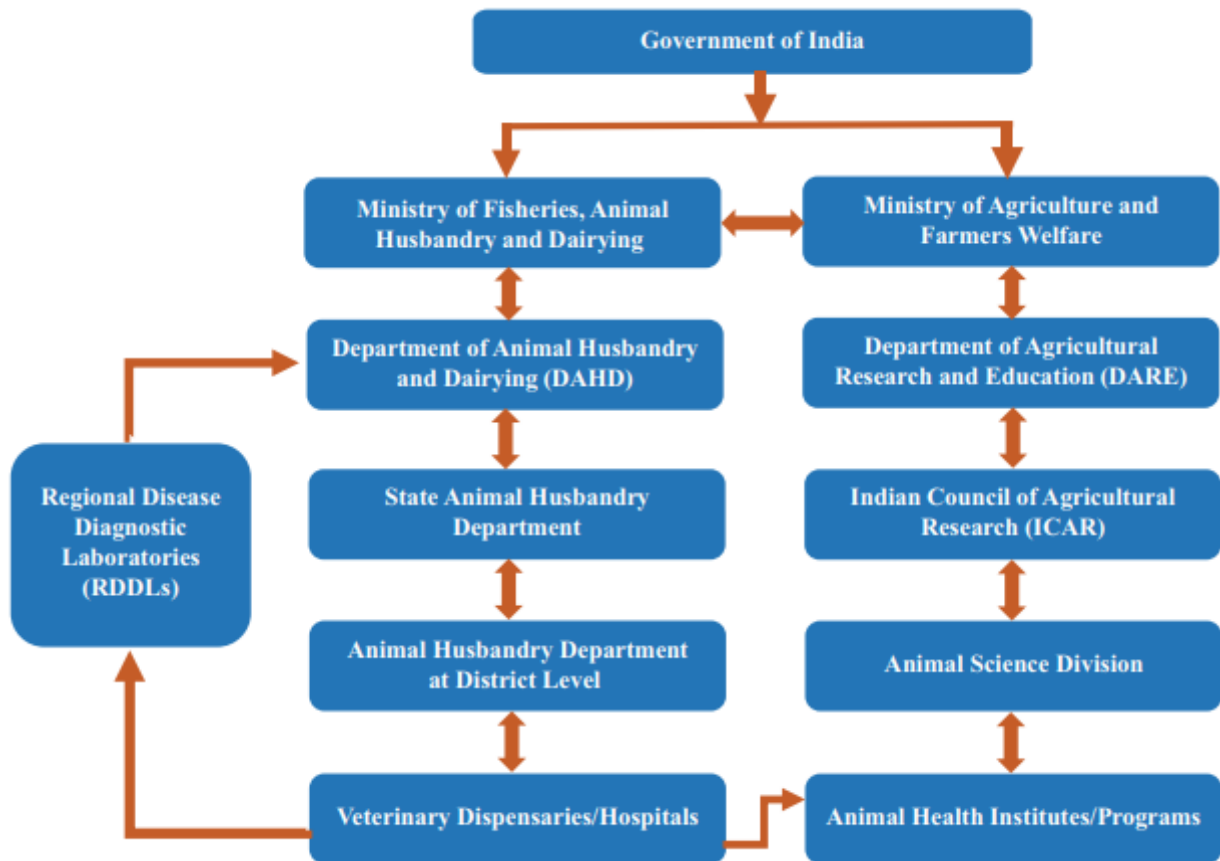 Government of India
Ministry of Fisheries, Animal
Husbandry and Dairying
Ministry of Agriculture and
Farmers Welfare
Department of Animal Husbandry
and Dairying (DAHD)
Department of Agricultural
Research and Education (DARE)
Regional Disease
Diagnostic
Laboratories
(RDDLs)
State Animal Husbandry
Department
Indian Council of Agricultural
Research (ICAR)
Animal Husbandry Department
at District Level
Animal Science Division
Veterinary Dispensaries/Hospitals
Animal Health Institutes/Programs